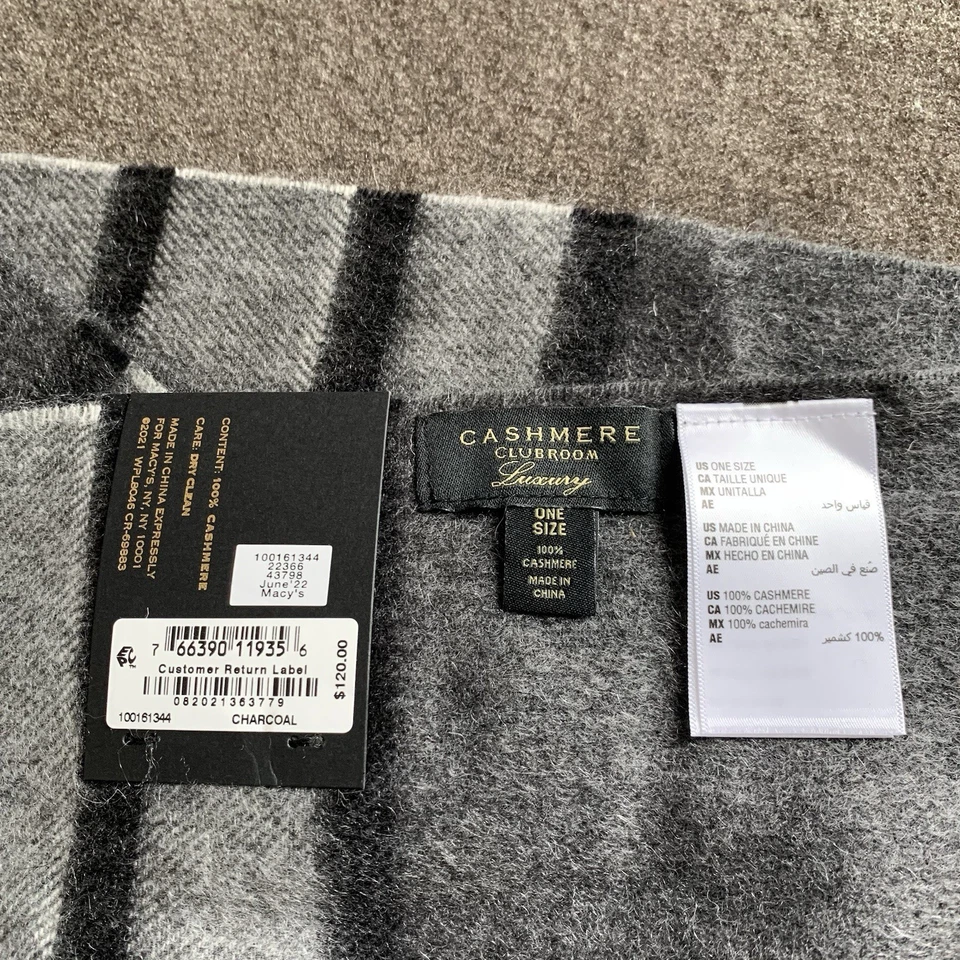 CONTENT: 100% CASHMERE
CARE: DRY CLEAN
MADE IN CHINA EXPRESSLY
FOR MACY'S, NY, NY 10001
©2021 WPL9046 CR-69883
100161344
22366
43798
June'22
Macy's
7 66390 11935 6
Customer Return Label
082021363779
100161344 CHARCOAL
$120.00
CASHMERE
CLUBROOM
Luxury
ONE
SIZE
100%
CASHMERE
MADE IN
CHINA
US ONE SIZE
CA TAILLE UNIQUE
MX UNITALLA
AE قياس واحد
US MADE IN CHINA
CA FABRIQUÉ EN CHINE
MX HECHO EN CHINA
AE صنع في الصين
US 100% CASHMERE
CA 100% CACHEMIRE
MX 100% cachemira
AE 100% كشمير